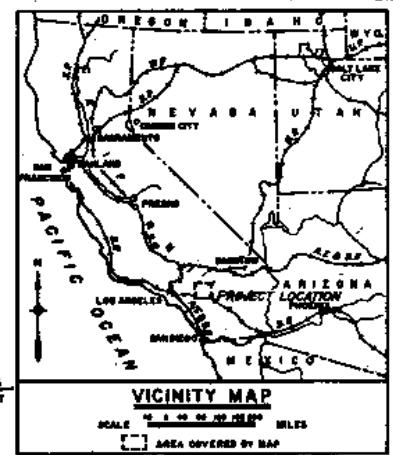 OREGON IDAHO
WYO.
U.P.
S.P.
W.P.
SALT LAKE CITY
NEVADA UTAH
CARSON CITY
SACRAMENTO
SAN FRANCISCO
OAKLAND
FRESNO
PACIFIC OCEAN
N
BARSTOW
A.T. & S.F.
ARIZONA
PROJECT LOCATION
LOS ANGELES
PHOENIX
SAN DIEGO
S.P.
MEXICO
VICINITY MAP
SCALE MILES
AREA COVERED BY MAP